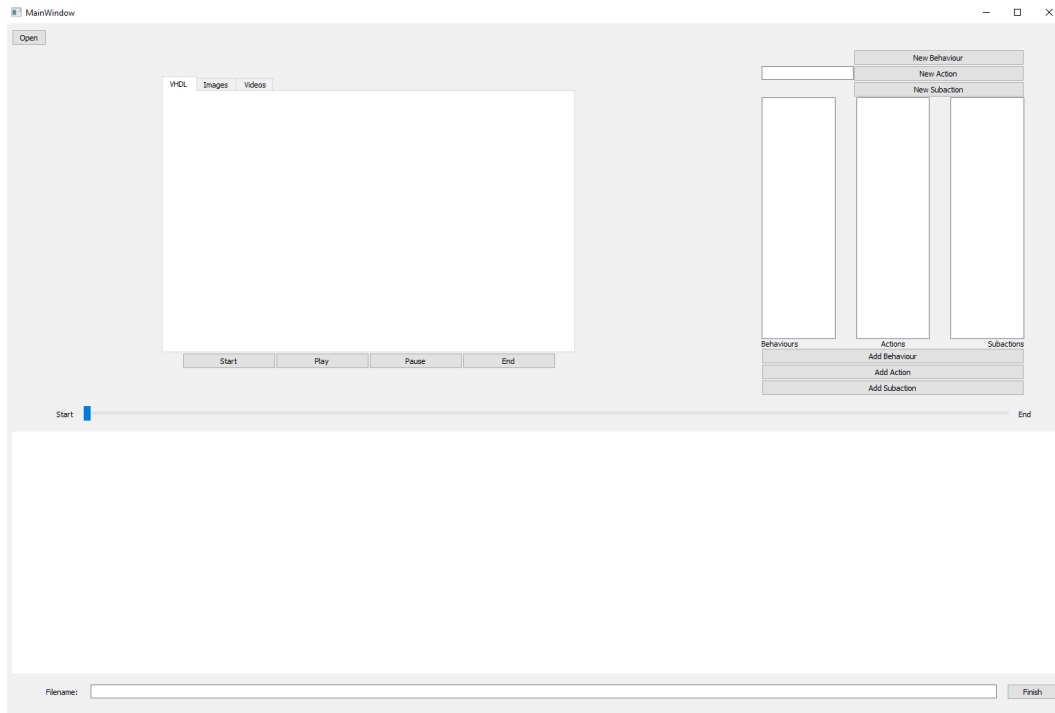 MainWindow
Open
New Behaviour
New Action
New Subaction
VHDL Images Videos
Behaviours Actions Subactions
Start Play Pause End
Add Behaviour
Add Action
Add Subaction
Start End
Filename: Finish